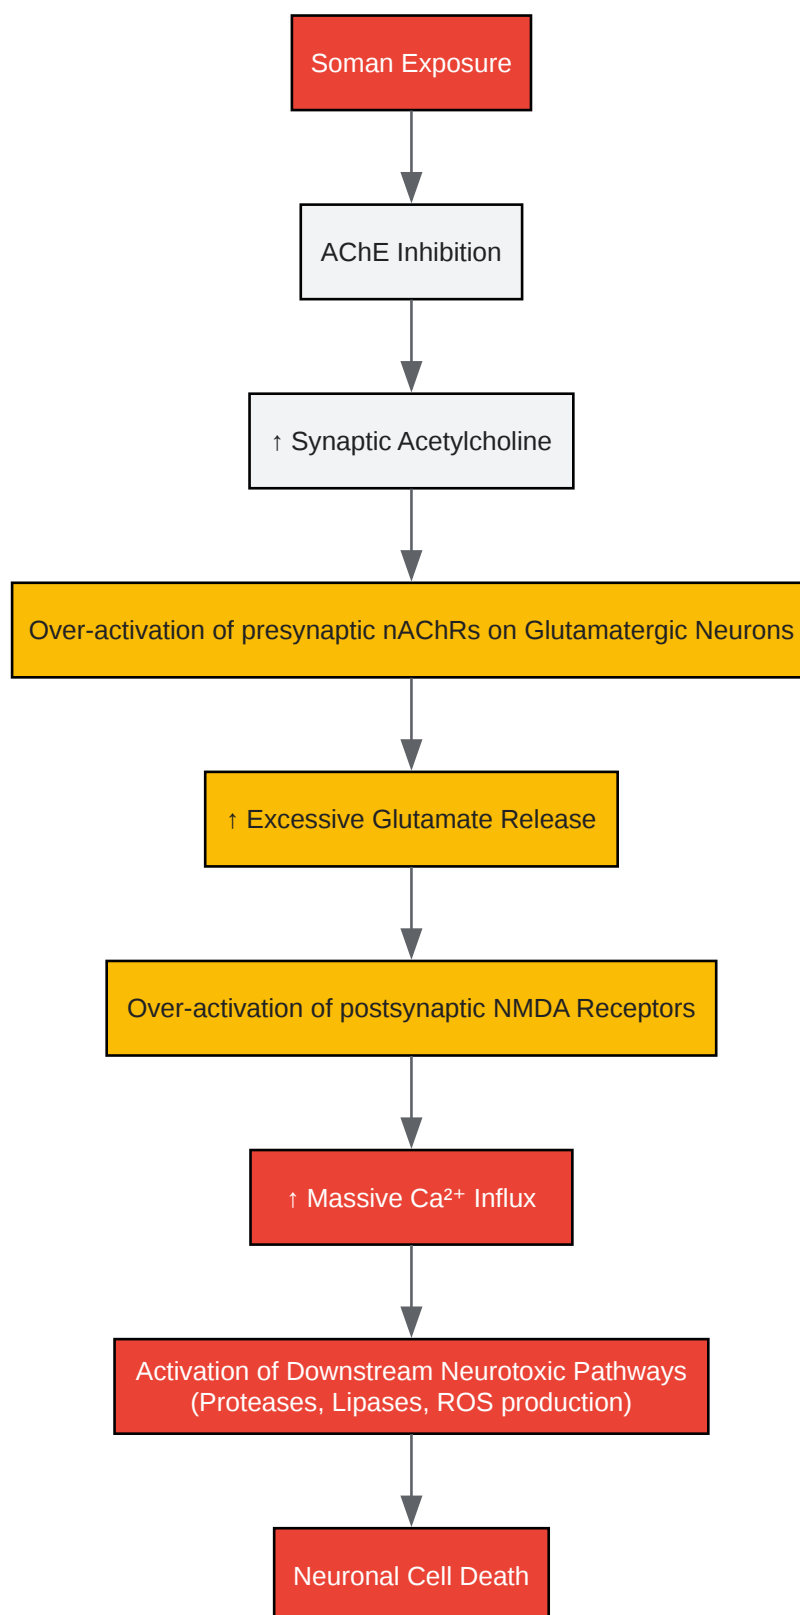 Soman Exposure
AChE Inhibition
↑ Synaptic Acetylcholine
Over-activation of presynaptic nAChRs on Glutamatergic Neurons
↑ Excessive Glutamate Release
Over-activation of postsynaptic NMDA Receptors
↑ Massive Ca²⁺ Influx
Activation of Downstream Neurotoxic Pathways
(Proteases, Lipases, ROS production)
Neuronal Cell Death